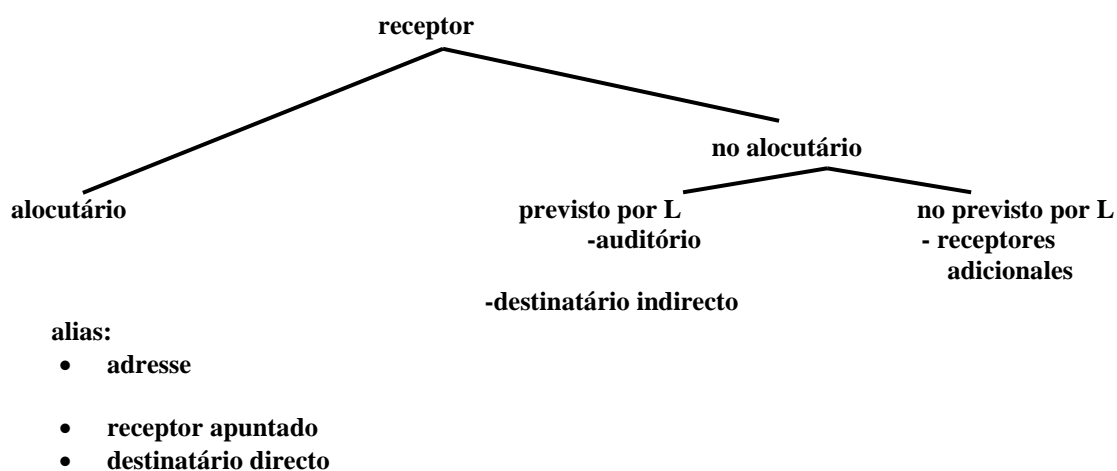 receptor
no alocutário
alocutário previsto por L no previsto por L
-auditório - receptores
adicionales
-destinatário indirecto
alias:
• adresse
• receptor apuntado
• destinatário directo